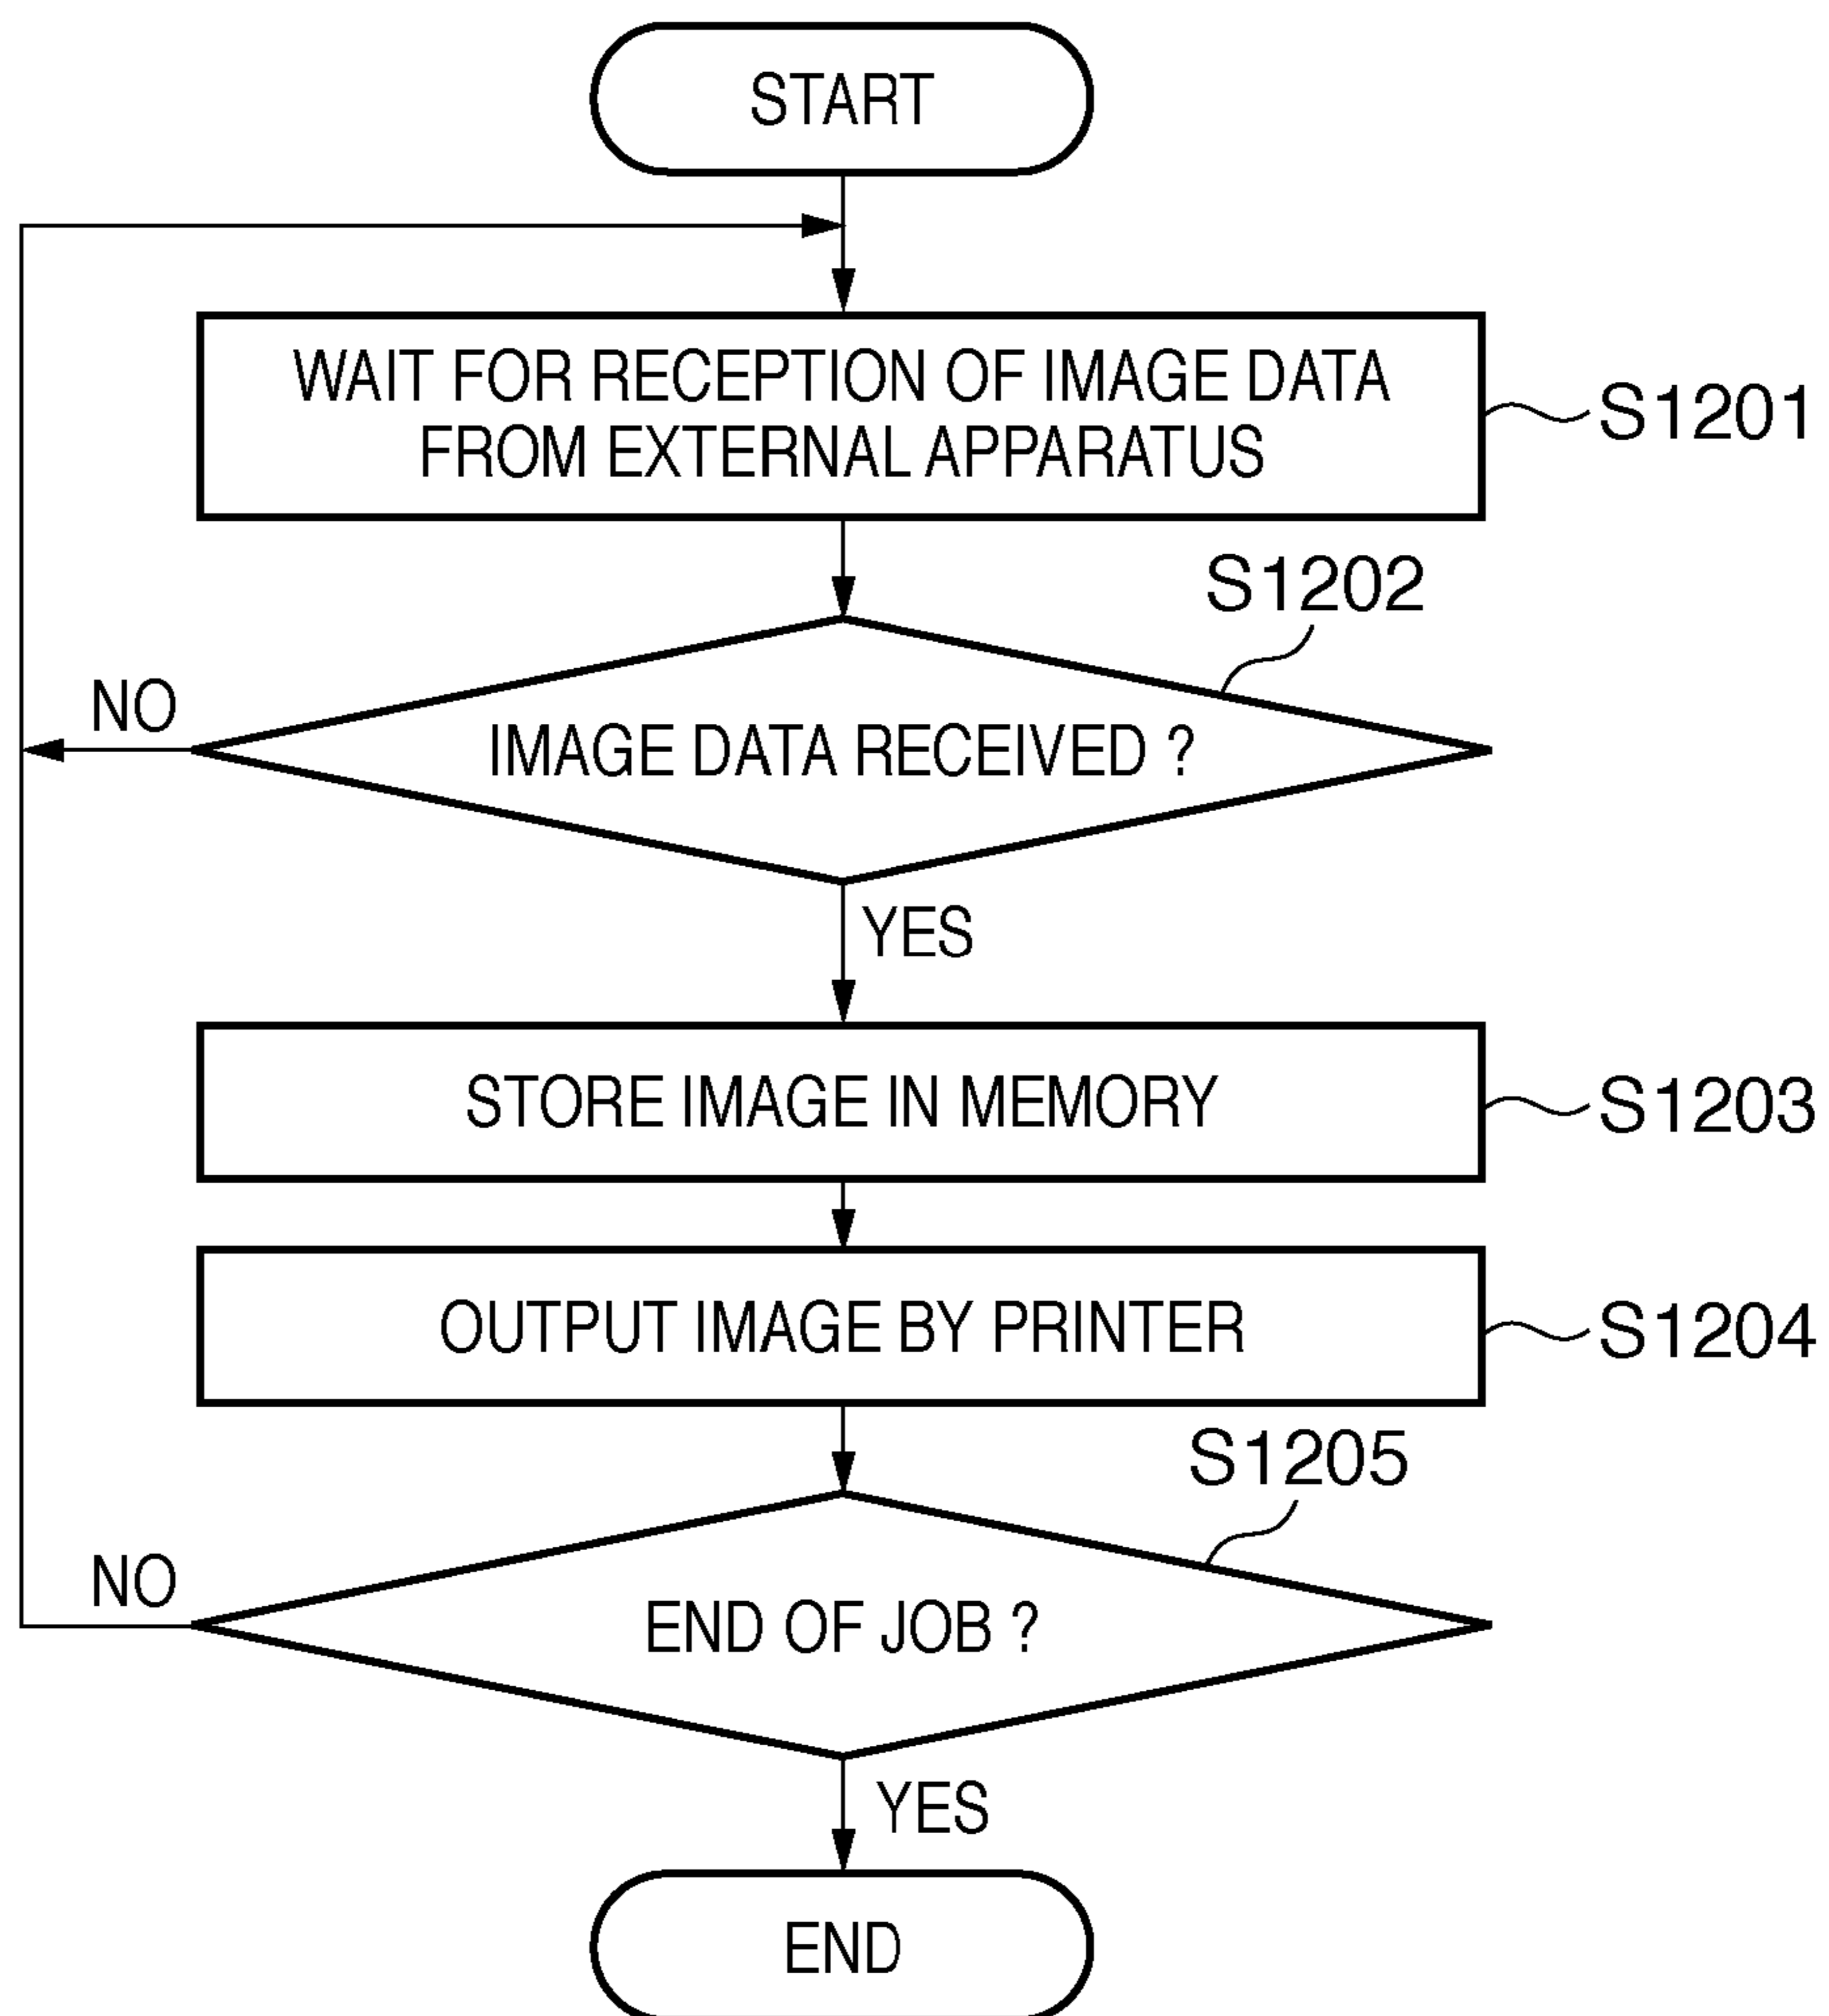 START
WAIT FOR RECEPTION OF IMAGE DATA
FROM EXTERNAL APPARATUS
S1201
S1202
NO
IMAGE DATA RECEIVED ?
YES
STORE IMAGE IN MEMORY
S1203
OUTPUT IMAGE BY PRINTER
S1204
S1205
NO
END OF JOB ?
YES
END